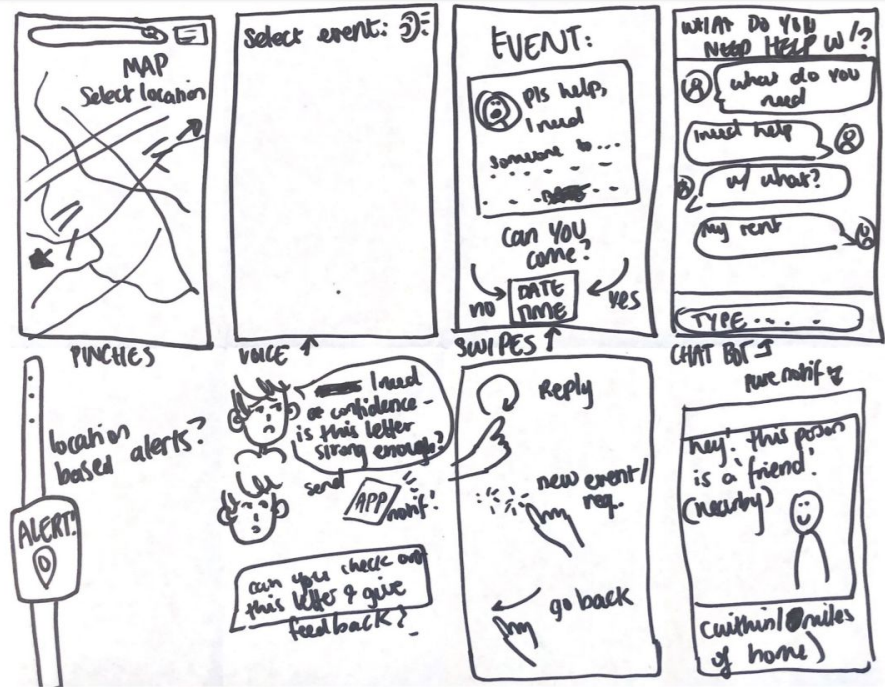 MAP
Select location
PINCHES
Select event:
VOICE
EVENT:
pls help,
I need
someone to...
can you
come?
no
DATE
TIME
yes
SWIPES
WHAT DO YOU
NEED HELP W/?
what do you
need
I need help
w/ what?
My rent
TYPE.....
CHAT BOT
location
based alerts?
ALERT!
I need
confidence -
is this letter
strong enough?
send
APP
notif!
can you check out
this letter & give
feedback?
Reply
new event/
req.
go back
pure notif
hey! this person
is a 'friend'.
(nearby)
(within 1 miles
of home)